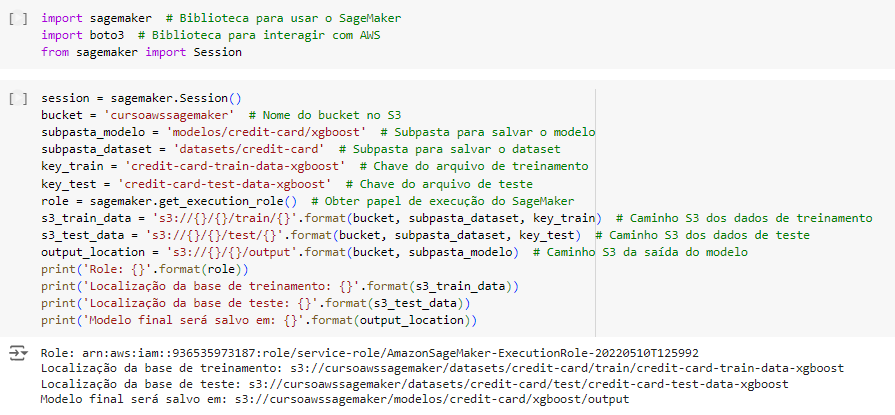 [ ] import sagemaker  # Biblioteca para usar o SageMaker
import boto3  # Biblioteca para interagir com AWS
from sagemaker import Session
[ ] session = sagemaker.Session()
bucket = 'cursoawssagemaker'  # Nome do bucket no S3
subpasta_modelo = 'modelos/credit-card/xgboost'  # Subpasta para salvar o modelo
subpasta_dataset = 'datasets/credit-card'  # Subpasta para salvar o dataset
key_train = 'credit-card-train-data-xgboost'  # Chave do arquivo de treinamento
key_test = 'credit-card-test-data-xgboost'  # Chave do arquivo de teste
role = sagemaker.get_execution_role()  # Obter papel de execução do SageMaker
s3_train_data = 's3://{}/{}/train/{}'.format(bucket, subpasta_dataset, key_train)  # Caminho S3 dos dados de treinamento
s3_test_data = 's3://{}/{}/test/{}'.format(bucket, subpasta_dataset, key_test)  # Caminho S3 dos dados de teste
output_location = 's3://{}/{}/output'.format(bucket, subpasta_modelo)  # Caminho S3 da saída do modelo
print('Role: {}'.format(role))
print('Localização da base de treinamento: {}'.format(s3_train_data))
print('Localização da base de teste: {}'.format(s3_test_data))
print('Modelo final será salvo em: {}'.format(output_location))
Role: arn:aws:iam::936535973187:role/service-role/AmazonSageMaker-ExecutionRole-20220510T125992
Localização da base de treinamento: s3://cursoawssagemaker/datasets/credit-card/train/credit-card-train-data-xgboost
Localização da base de teste: s3://cursoawssagemaker/datasets/credit-card/test/credit-card-test-data-xgboost
Modelo final será salvo em: s3://cursoawssagemaker/modelos/credit-card/xgboost/output